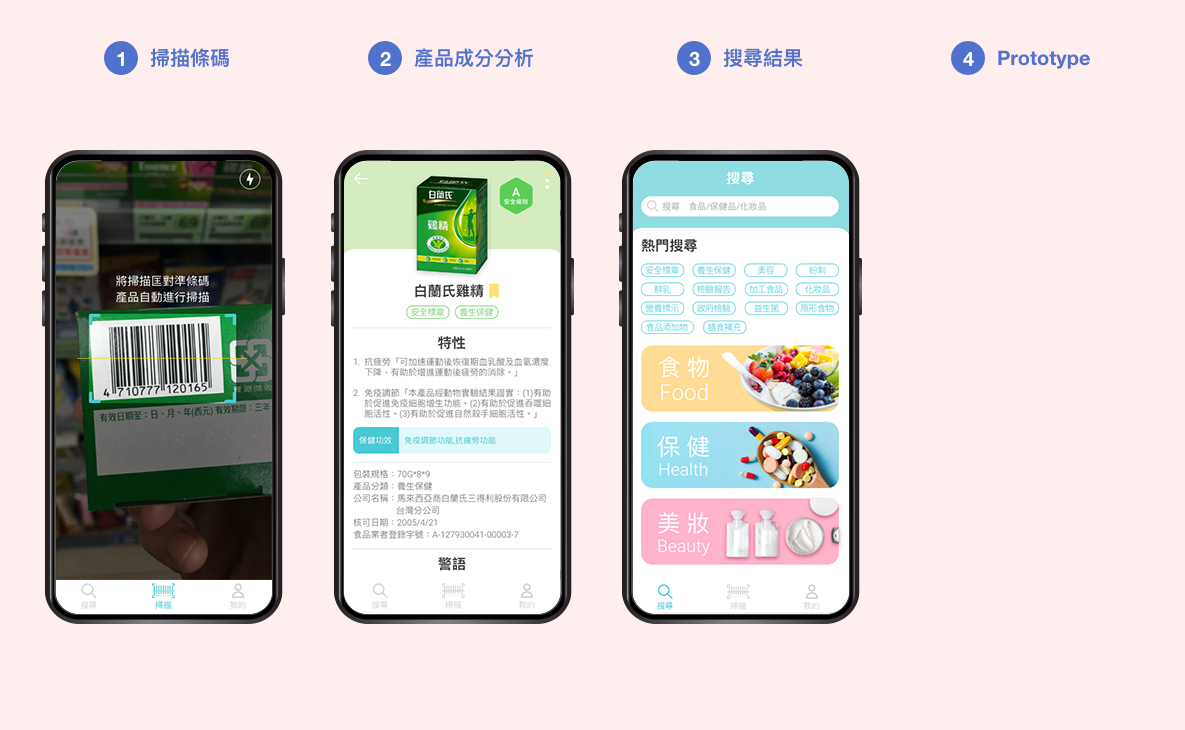 1 掃描條碼
2 產品成分分析
3 搜尋結果
4 Prototype
將掃描匡對準條碼
產品自動進行掃描
4 710777 120165
有效日期至：日、月、年(西元) 有效期限：三年
搜尋
掃描
我的
白蘭氏
雞精
A
安全級別
白蘭氏雞精
安全標章
養生保健
特性
1. 抗疲勞「可加速運動後恢復期血乳酸及血氨濃度
下降，有助於增進運動後疲勞的消除。」
2. 免疫調節「本產品經動物實驗結果證實：(1)有助
於促進免疫細胞增生功能。(2)有助於促進吞噬細
胞活性。(3)有助於促進自然殺手細胞活性。」
保健功效 免疫調節功能,抗疲勞功能
包裝規格：70G*8*9
產品分類：養生保健
公司名稱：馬來西亞商白蘭氏三得利股份有限公司
台灣分公司
核可日期：2005/4/21
食品業者登錄字號：A-127930041-00003-7
警語
搜尋
掃描
我的
搜尋
搜尋 食品/保健品/化妝品
熱門搜尋
安全標章 養生保健 美容 粉刺
鮮乳 檢驗報告 加工食品 化妝品
營養標示 政府檢驗 益生菌 原形食物
食品添加物 膳食補充
食物
Food
保健
Health
美妝
Beauty
搜尋
掃描
我的